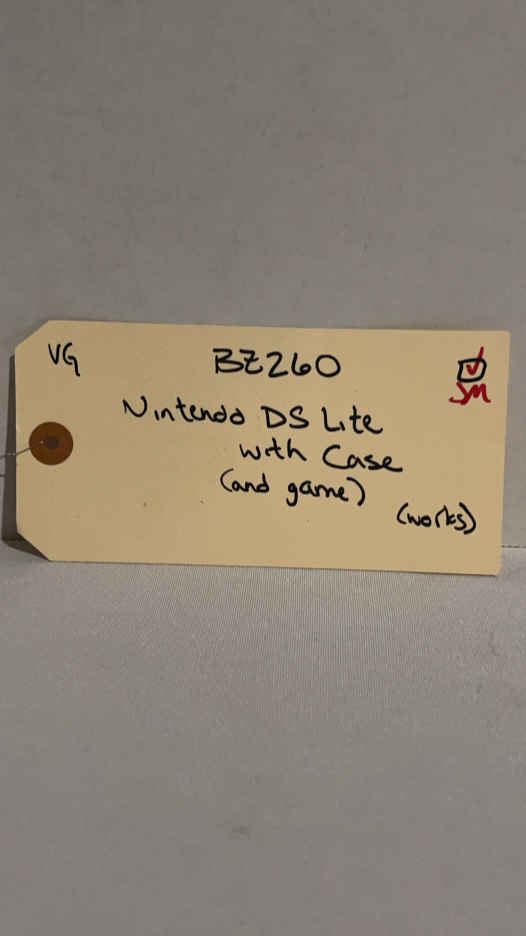 VG
BZ260
SM
Nintendo DS Lite
with Case
(and game)
(works)